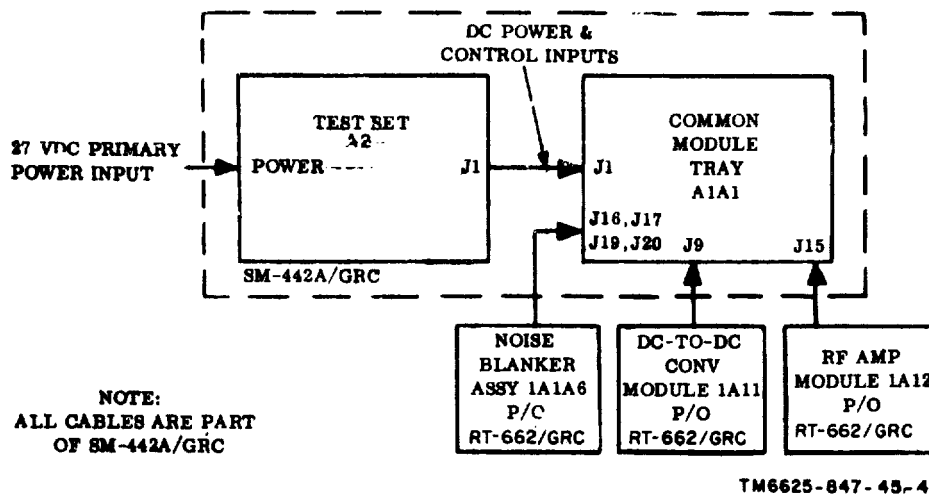 DC POWER &
CONTROL INPUTS
27 VDC PRIMARY
POWER INPUT
TEST SET
A2
POWER
J1
SM-442A/GRC
COMMON
MODULE
TRAY
A1A1
J1
J16, J17
J19, J20
J9
J15
NOISE
BLANKER
ASSY 1A1A6
P/O
RT-662/GRC
DC-TO-DC
CONV
MODULE 1A11
P/O
RT-662/GRC
RF AMP
MODULE 1A12
P/O
RT-662/GRC
NOTE:
ALL CABLES ARE PART
OF SM-442A/GRC
TM6625-847-45-4